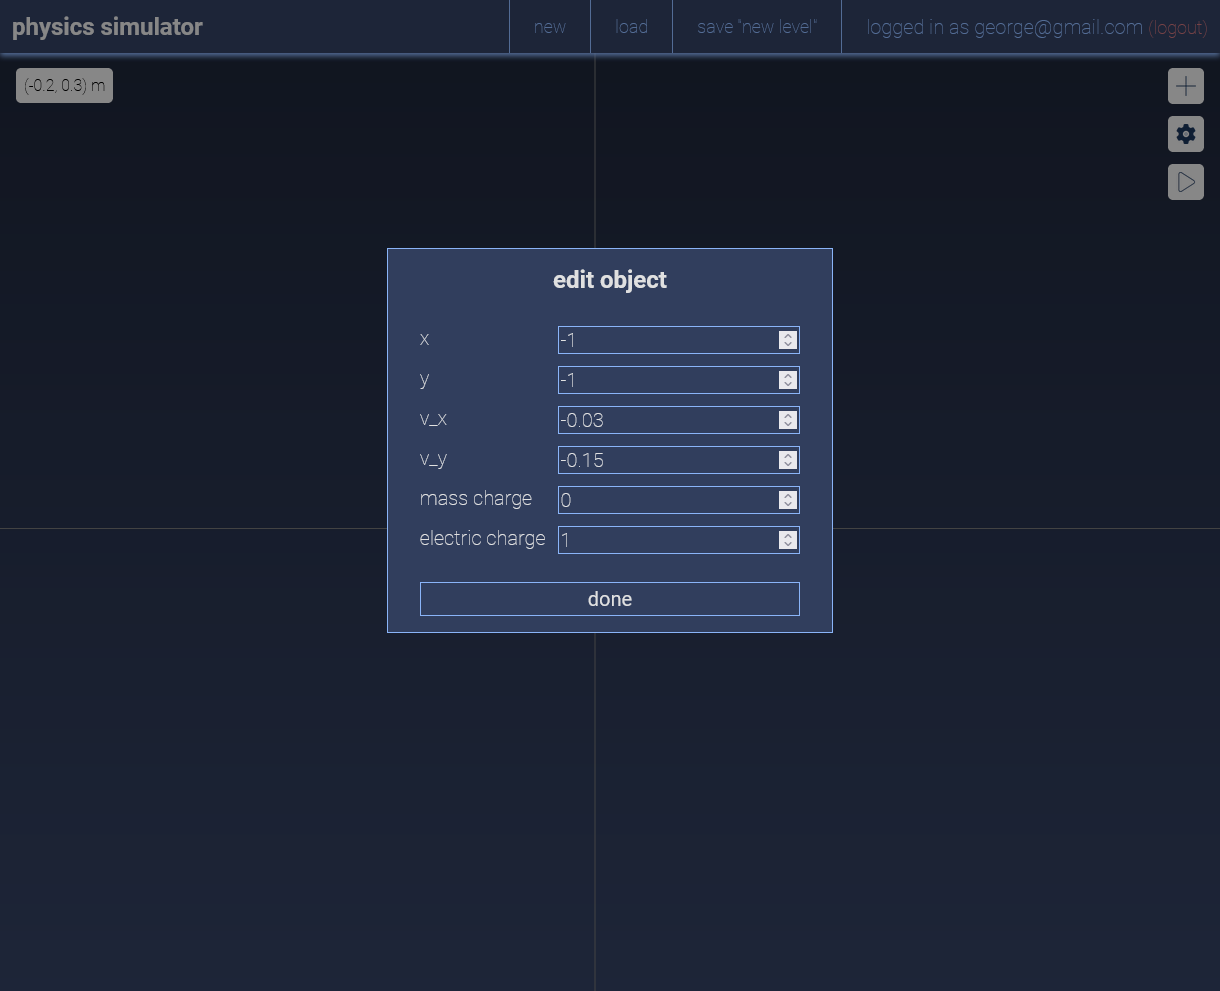 physics simulator
new
load
save "new level"
logged in as george@gmail.com (logout)
(-0.2, 0.3) m
edit object
x
-1
y
-1
v_x
-0.03
v_y
-0.15
mass charge
0
electric charge
1
done